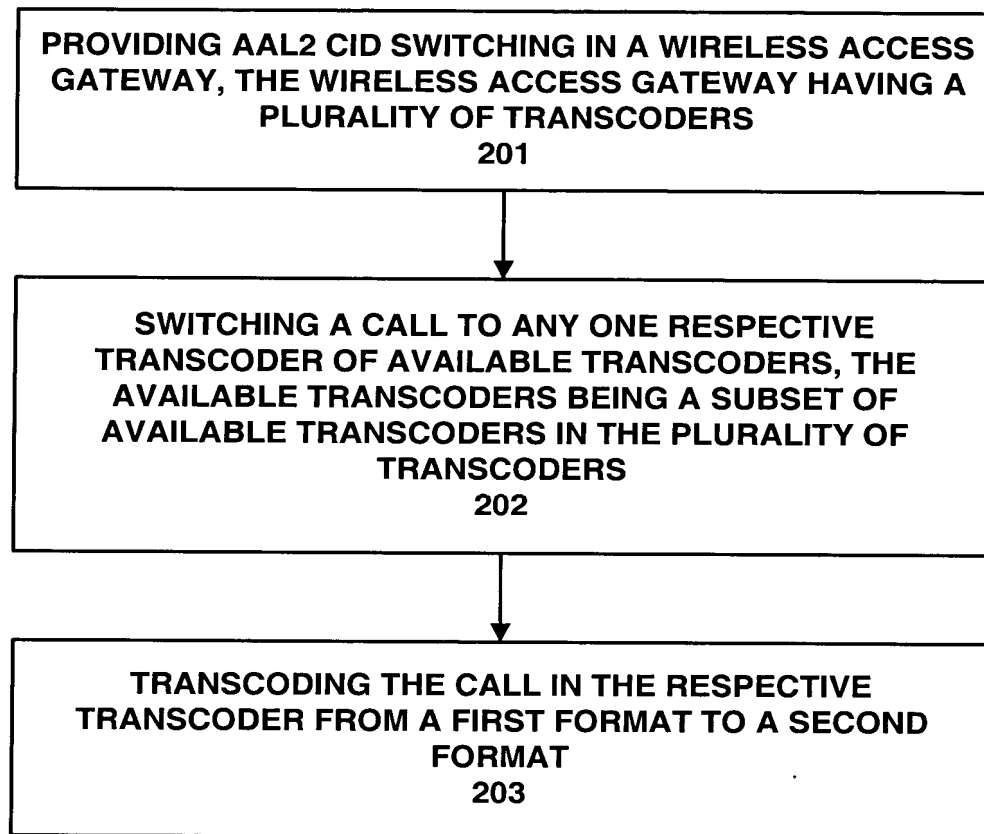 PROVIDING AAL2 CID SWITCHING IN A WIRELESS ACCESS
GATEWAY, THE WIRELESS ACCESS GATEWAY HAVING A
PLURALITY OF TRANSCODERS
201
SWITCHING A CALL TO ANY ONE RESPECTIVE
TRANSCODER OF AVAILABLE TRANSCODERS, THE
AVAILABLE TRANSCODERS BEING A SUBSET OF
AVAILABLE TRANSCODERS IN THE PLURALITY OF
TRANSCODERS
202
TRANSCODING THE CALL IN THE RESPECTIVE
TRANSCODER FROM A FIRST FORMAT TO A SECOND
FORMAT
203